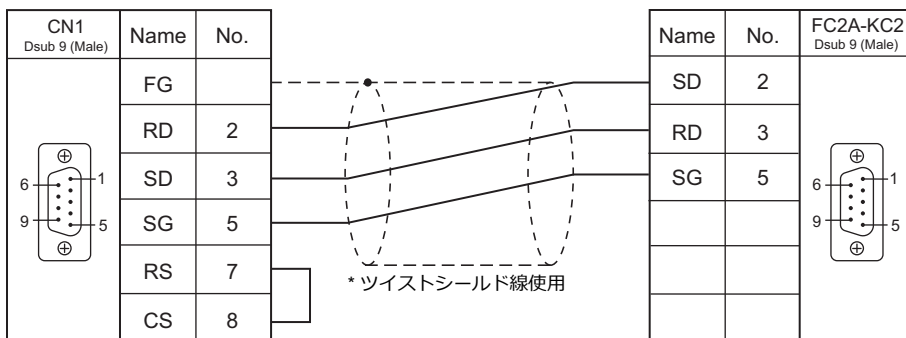 CN1
Dsub 9 (Male)
Name No.
FG
RD 2
SD 3
SG 5
RS 7
CS 8
6 1
9 5
* ツイストシールド線使用
Name No.
FC2A-KC2
Dsub 9 (Male)
SD 2
RD 3
SG 5
6 1
9 5